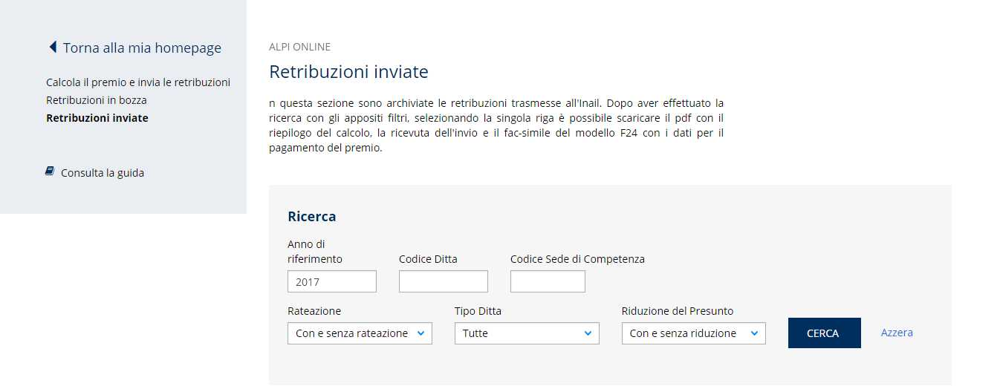 Torna alla mia homepage
Calcola il premio e invia le retribuzioni
Retribuzioni in bozza
Retribuzioni inviate
Consulta la guida
ALPI ONLINE
Retribuzioni inviate
n questa sezione sono archiviate le retribuzioni trasmesse all'Inail. Dopo aver effettuato la
ricerca con gli appositi filtri, selezionando la singola riga è possibile scaricare il pdf con il
riepilogo del calcolo, la ricevuta dell'invio e il fac-simile del modello F24 con i dati per il
pagamento del premio.
Ricerca
Anno di
riferimento
Codice Ditta
Codice Sede di Competenza
2017
Rateazione
Tipo Ditta
Riduzione del Presunto
Con e senza rateazione
Tutte
Con e senza riduzione
CERCA
Azzera